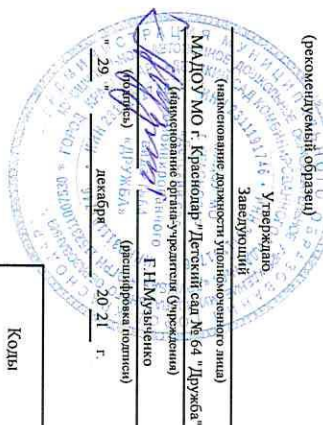 (рекомендуемый образец)
Утверждаю
Заведующий
(наименование должности уполномоченного лица)
МАДОУ МО г. Краснодар "Детский сад № 64 "Дружба"
(наименование органа-учредителя (учреждения)
Г.Н.Музыченко
(подпись) (расшифровка подписи)
" 29 " декабря 20 21 г.
Коды